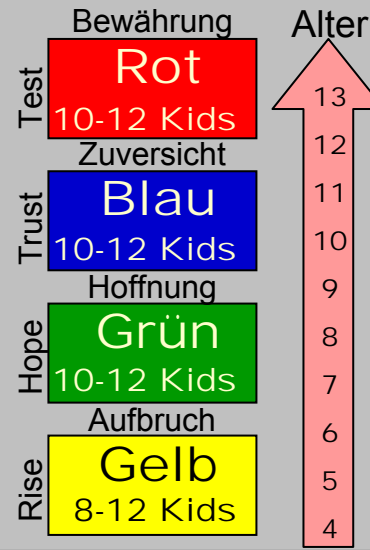 Bewährung
Test
Rot
10-12 Kids
Zuversicht
Trust
Blau
10-12 Kids
Hoffnung
Hope
Grün
10-12 Kids
Aufbruch
Rise
Gelb
8-12 Kids
Alter
13
12
11
10
9
8
7
6
5
4